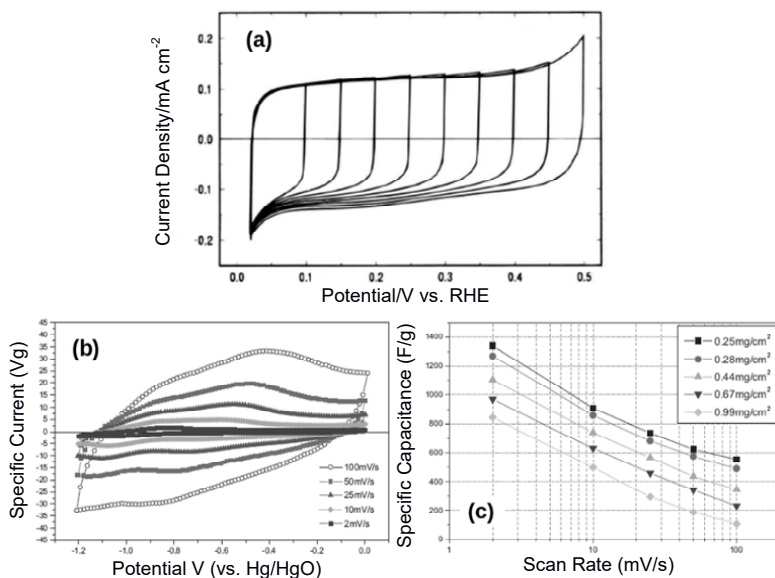 (a)
Current Density/mA cm-2
0.2
0.1
0.0
-0.1
-0.2
0.0 0.1 0.2 0.3 0.4 0.5
Potential/V vs. RHE
(b)
Specific Current (Vg)
45
40
35
30
25
20
15
10
5
0
-5
-10
-15
-20
-25
-30
-35
-40
-45
100mV/s
50mV/s
25mV/s
10mV/s
2mV/s
-1.2 -1.0 -0.8 -0.6 -0.4 -0.2 0.0
Potential V (vs. Hg/HgO)
Specific Capacitance (F/g)
1400
1200
1000
800
600
400
200
0
0.25mg/cm2
0.28mg/cm2
0.44mg/cm2
0.67mg/cm2
0.99mg/cm2
(c)
1 10 100
Scan Rate (mV/s)